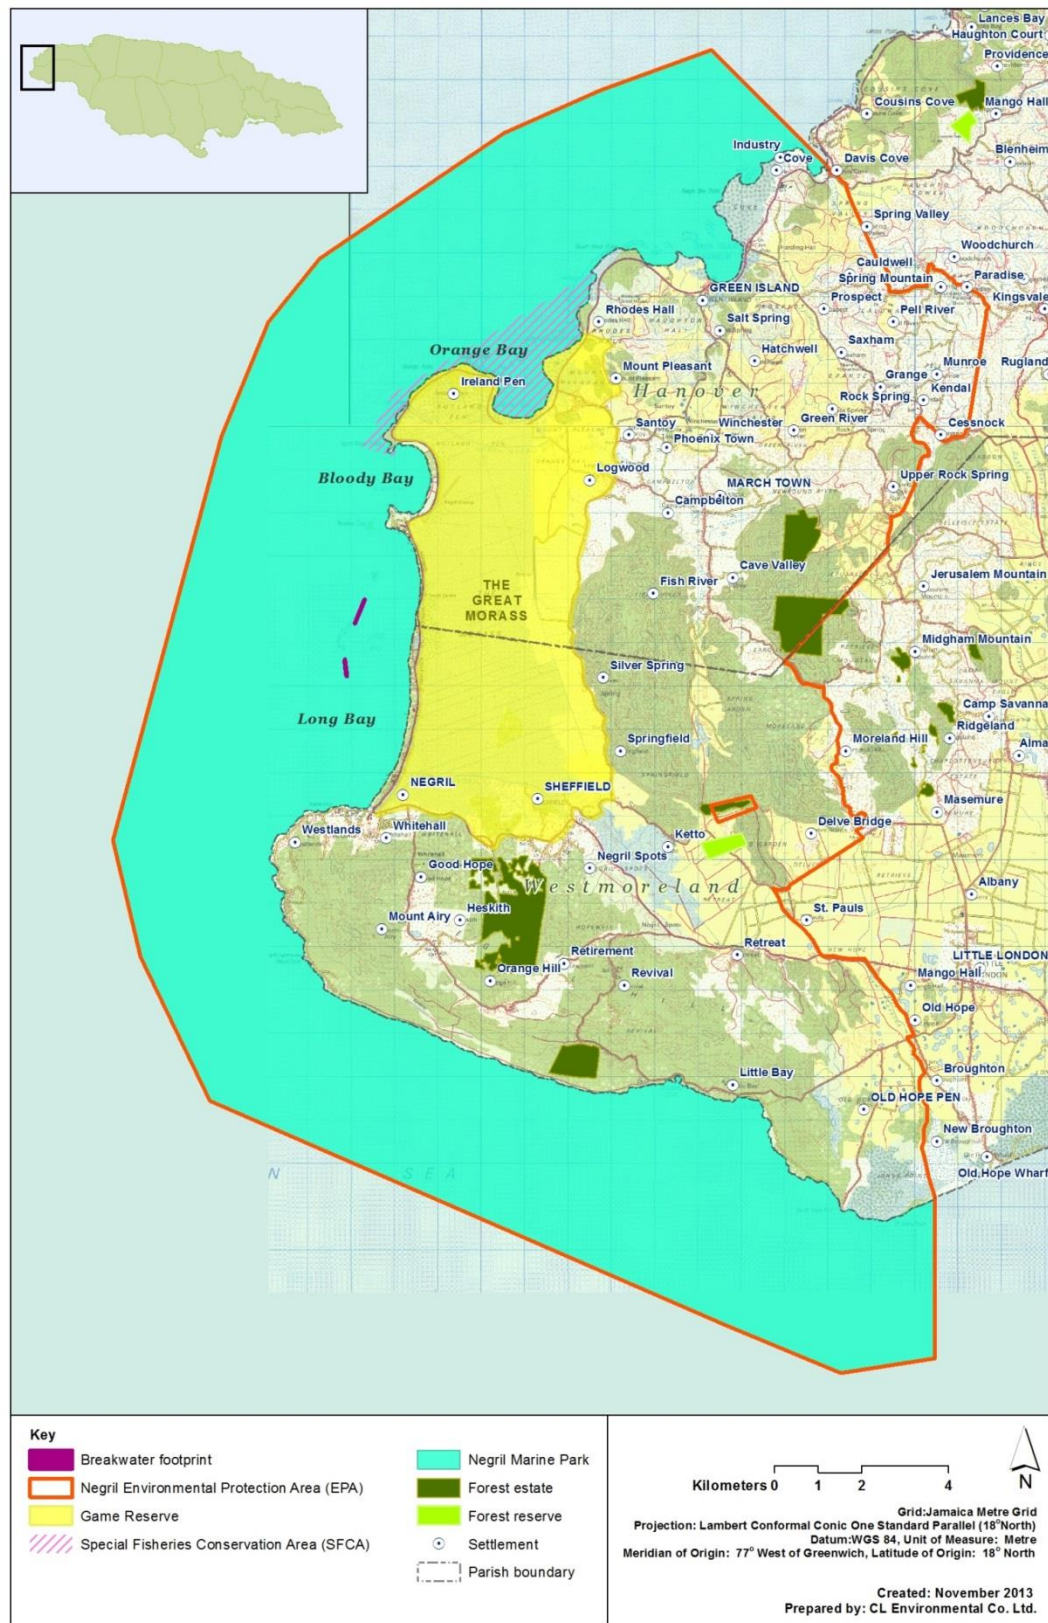 Lances Bay
Haughton Court
Providence
Cousins Cove
Mango Hall
Industry
Cove
Davis Cove
Blenheim
Spring Valley
Woodchurch
Cauldwell
Spring Mountain
Paradise
GREEN ISLAND
Prospect
Kingsvale
Rhodes Hall
Pell River
Salt Spring
Orange Bay
Saxham
Hatchwell
Munroe
Rugland
Mount Pleasant
Grange
Ireland Pen
Hanover
Kendal
Rock Spring
Santoy
Winchester
Green River
Cessnock
Phoenix Town
Bloody Bay
Logwood
MARCH TOWN
Upper Rock Spring
Campbelton
THE
GREAT
MORASS
Cave Valley
Fish River
Jerusalem Mountain
Midgham Mountain
Silver Spring
Long Bay
Camp Savanna
Springfield
Moreland Hill
Ridgeland
Alma
NEGRIL
SHEFFIELD
Masemure
Westlands
Whitehall
Ketto
Delve Bridge
Good Hope
Negril Spots
Westmoreland
Albany
Mount Airy
Heskith
St. Pauls
Retirement
Retreat
LITTLE LONDON
Orange Hill
Revival
Mango Hall
Old Hope
Little Bay
Broughton
OLD HOPE PEN
New Broughton
SEA
Old Hope Wharf
Key
Breakwater footprint
Negril Environmental Protection Area (EPA)
Game Reserve
Special Fisheries Conservation Area (SFCA)
Negril Marine Park
Forest estate
Forest reserve
Settlement
Parish boundary
Kilometers 0 1 2 4
N
Grid:Jamaica Metre Grid
Projection: Lambert Conformal Conic One Standard Parallel (18°North)
Datum:WGS 84, Unit of Measure: Metre
Meridian of Origin: 77° West of Greenwich, Latitude of Origin: 18° North
Created: November 2013
Prepared by: CL Environmental Co. Ltd.